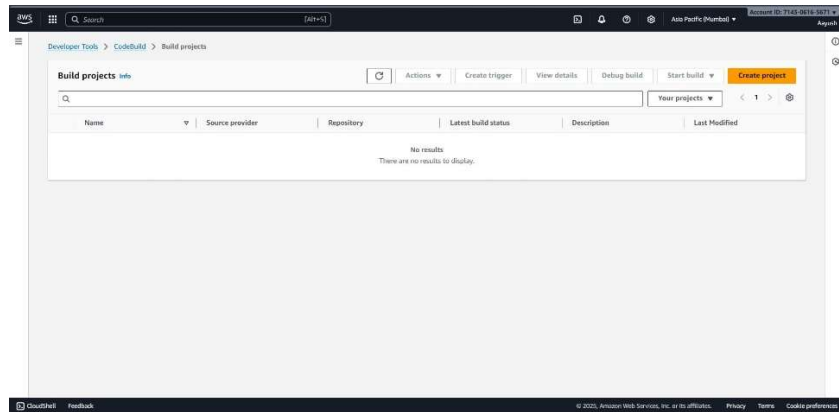 aws Search [Alt+S] Asia Pacific (Mumbai) Account ID: 7145-0616-5671
Aayush
Developer Tools > CodeBuild > Build projects
Build projects Info Actions Create trigger View details Debug build Start build Create project
Your projects 1
Name Source provider Repository Latest build status Description Last Modified
No results
There are no results to display.
CloudShell Feedback © 2025, Amazon Web Services, Inc. or its affiliates. Privacy Terms Cookie preferences